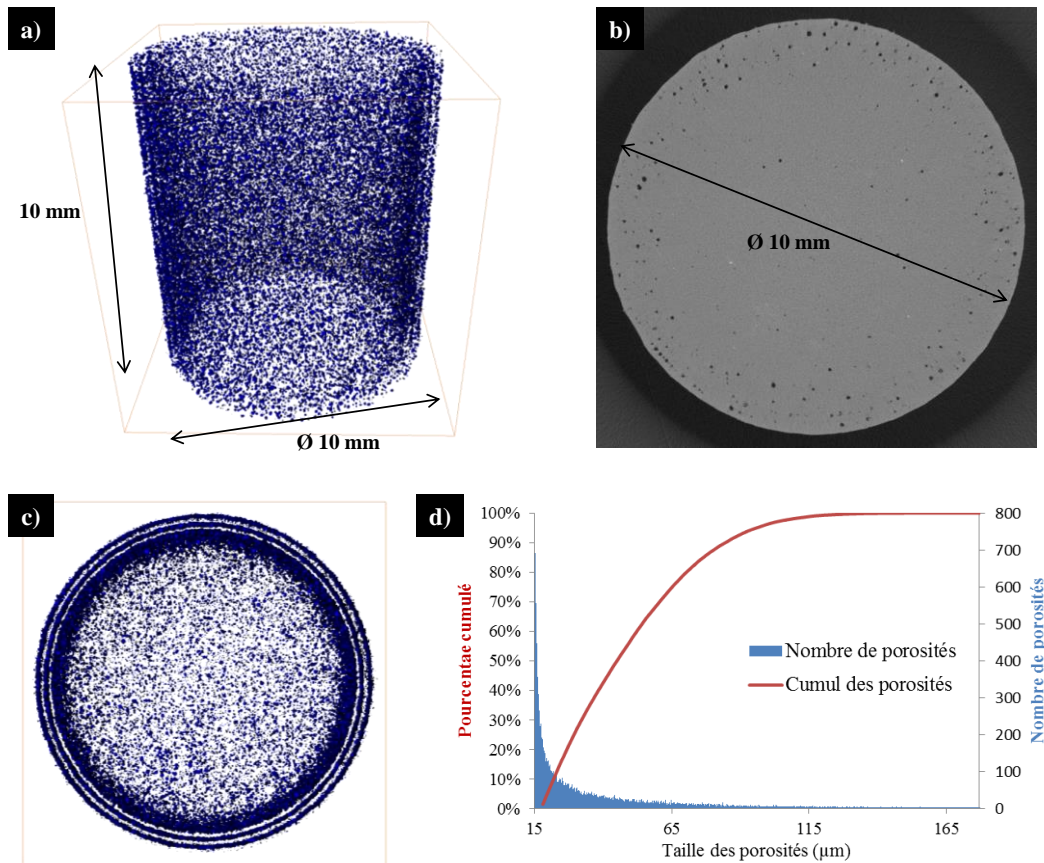 a)
10 mm
Ø 10 mm
b)
Ø 10 mm
c)
d)
100%
90%
80%
70%
60%
50%
40%
30%
20%
10%
0%
Pourcentae cumulé
800
700
600
500
400
300
200
100
0
Nombre de porosités
Nombre de porosités
Cumul des porosités
15
65
115
165
Taille des porosités (µm)